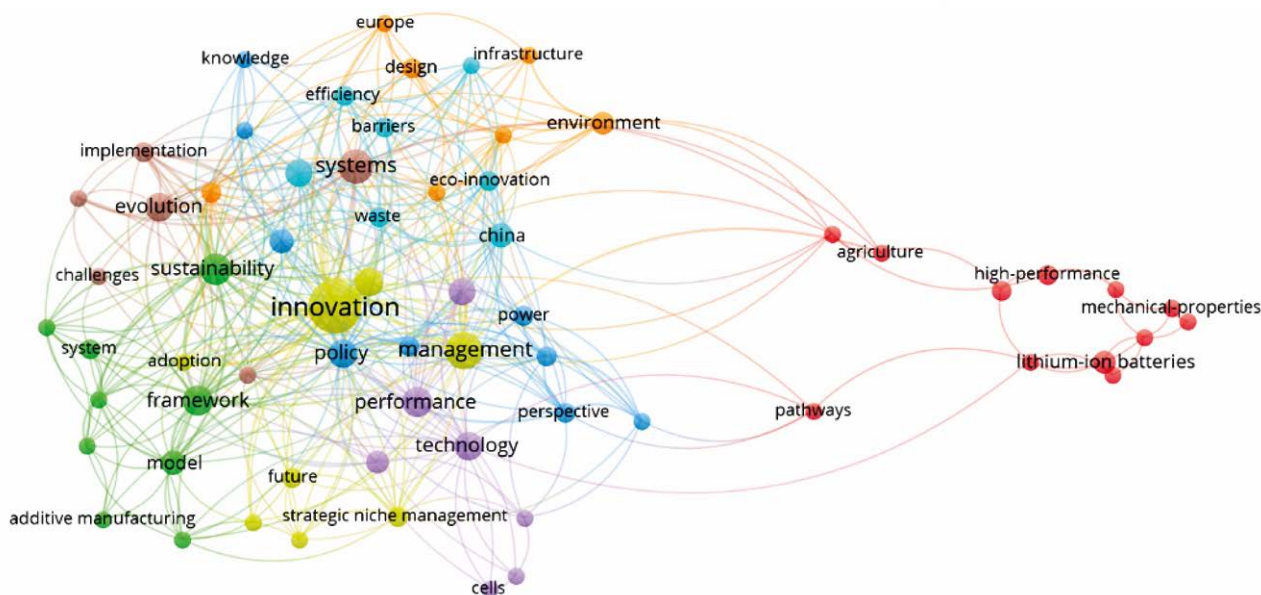 europe
knowledge
infrastructure
design
efficiency
environment
barriers
implementation
systems
eco-innovation
evolution
waste
china
agriculture
sustainability
challenges
high-performance
innovation
mechanical-properties
power
system
policy
management
adoption
lithium-ion batteries
framework
performance
perspective
pathways
technology
model
future
additive manufacturing
strategic niche management
cells